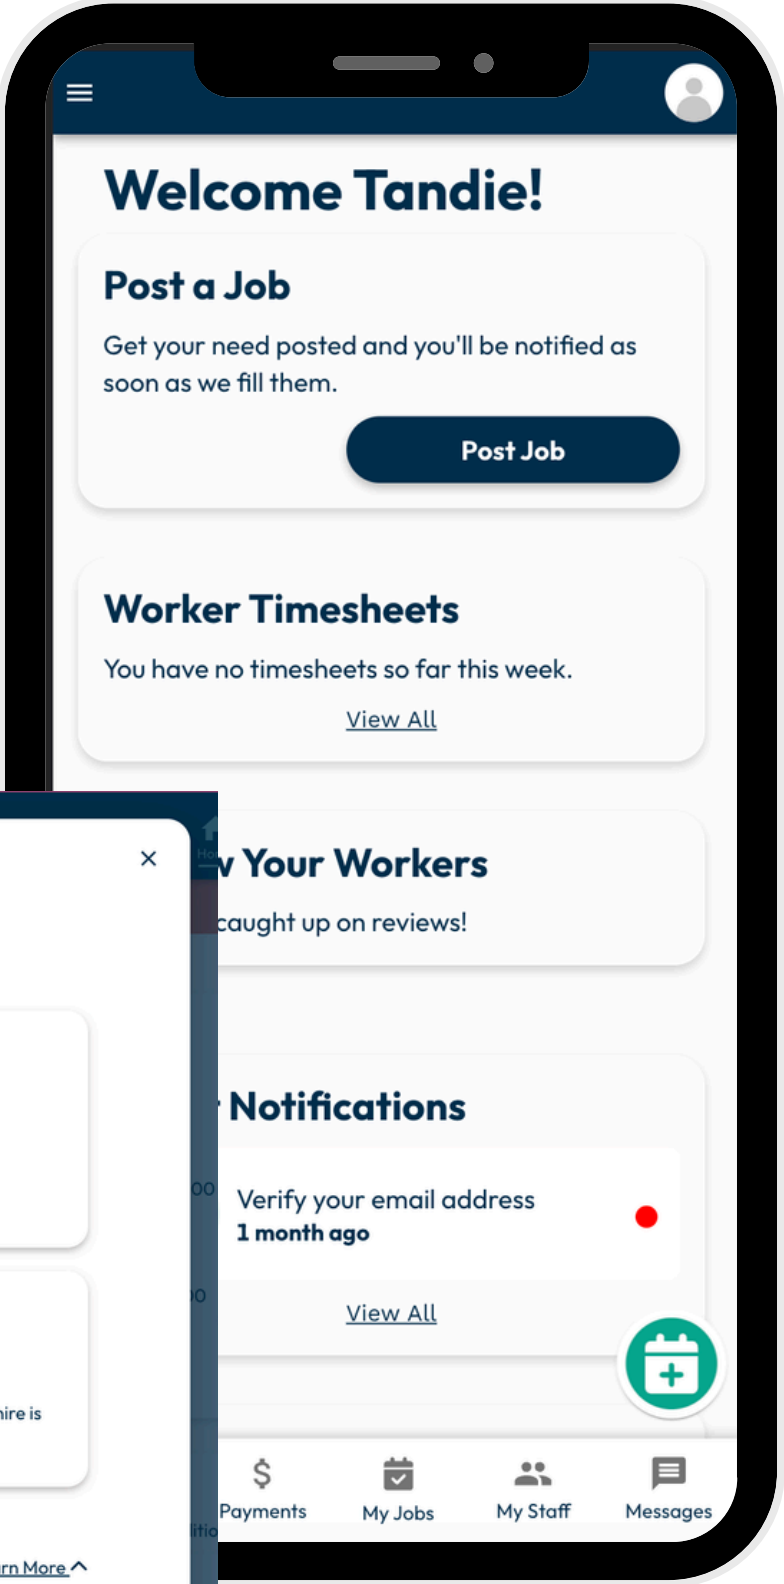 Welcome Tandie!
Post a Job
Get your need posted and you'll be notified as
soon as we fill them.
Post Job
Worker Timesheets
You have no timesheets so far this week.
View All
Your Workers
caught up on reviews!
Notifications
Verify your email address
1 month ago
View All
is
More
Payments
My Jobs
My Staff
Messages